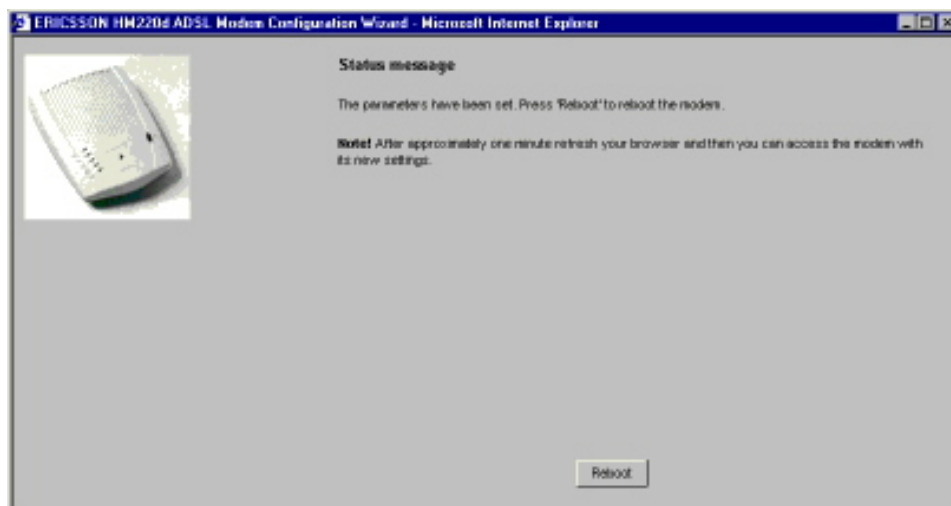 ERICSSON HM220d ADSL Modem Configuration Wizard - Microsoft Internet Explorer
Status message
The parameters have been set. Press 'Reboot' to reboot the modem.
Note! After approximately one minute refresh your browser and then you can access the modem with
its new settings.
Reboot